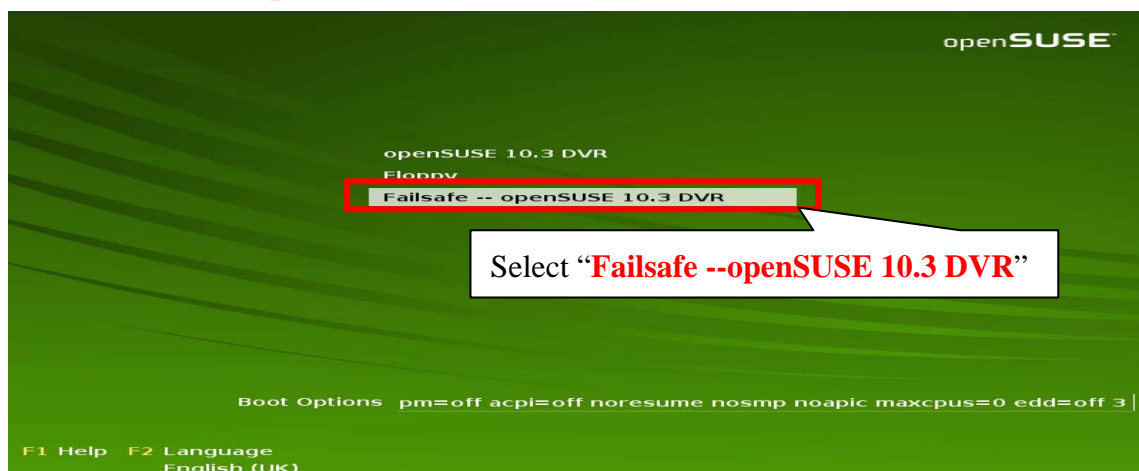 openSUSE
openSUSE 10.3 DVR
Floppy
Failsafe -- openSUSE 10.3 DVR
Select “Failsafe --openSUSE 10.3 DVR”
Boot Options pm=off acpi=off noresume nosmp noapic maxcpus=0 edd=off 3
F1 Help F2 Language
English (UK)